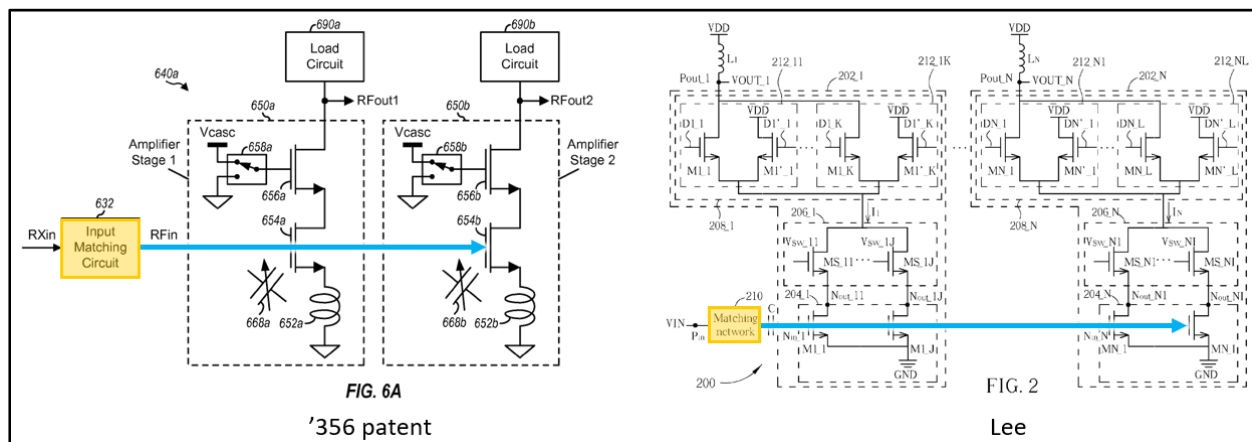 690a
Load
Circuit
690b
Load
Circuit
640a
650a
RFout1
650b
RFout2
Vcasc
658a
Vcasc
658b
Amplifier
Stage 1
Amplifier
Stage 2
656a
656b
632
654a
654b
RXin
Input
Matching
Circuit
RFin
668a
652a
668b
652b
FIG. 6A
'356 patent
VDD
L1
212_11
212_1K
Pout_1
VOUT_1
202_1
VDD
VDD
D1_1
D1'_1
D1_K
D1'_K
M1_1
M1'_1
M1_K
M1'_K
208_1
I1
206_1
VSW_11
VSW_1J
MS_11
MS_1J
Nout_11
Nout_1J
210
204_1
VIN
Pin
Matching
network
C
Nin_1
M1_1
M1_J
GND
200
VDD
LN
212_N1
212_NL
Pout_N
VOUT_N
202_N
VDD
VDD
DN_1
DN'_1
DN_L
DN'_L
MN_1
MN'_1
MN_L
MN'_L
208_N
IN
206_N
VSW_N1
VSW_NI
MS_N1
MS_NI
Nout_N1
Nout_NI
204_N
Nin_N
MN_1
MN_I
GND
FIG. 2
Lee